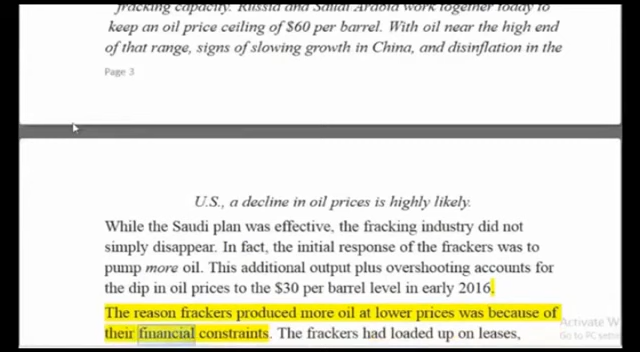 fracking capacity. Russia and Saudi Arabia work together today to
keep an oil price ceiling of $60 per barrel. With oil near the high end
of that range, signs of slowing growth in China, and disinflation in the
Page 3
U.S., a decline in oil prices is highly likely.
While the Saudi plan was effective, the fracking industry did not
simply disappear. In fact, the initial response of the frackers was to
pump more oil. This additional output plus overshooting accounts for
the dip in oil prices to the $30 per barrel level in early 2016.
The reason frackers produced more oil at lower prices was because of
their financial constraints. The frackers had loaded up on leases,
Activate W
Go to PC settin